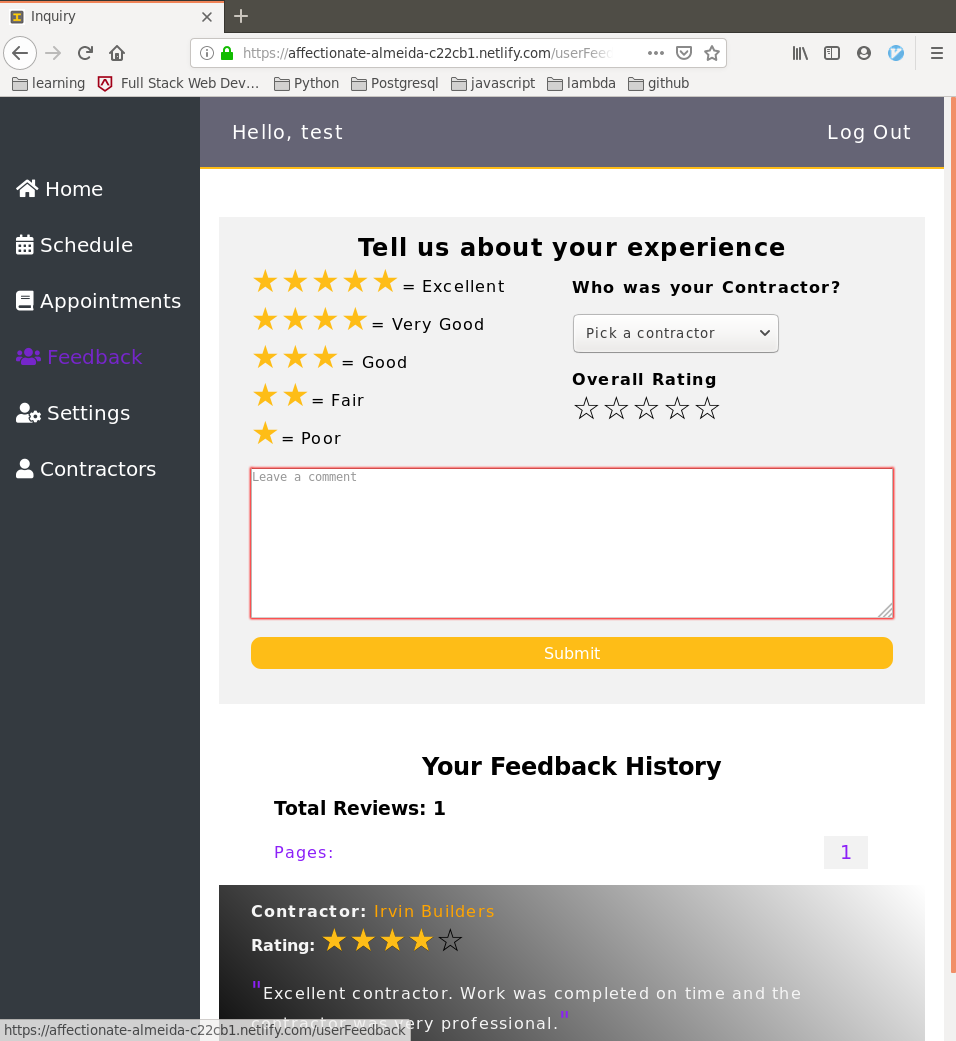 Inquiry
https://affectionate-almeida-c22cb1.netlify.com/userFeed
learning Full Stack Web Dev… Python Postgresql javascript lambda github
Hello, test Log Out
Home
Schedule
Appointments
Feedback
Settings
Contractors
Tell us about your experience
= Excellent
= Very Good
= Good
= Fair
= Poor
Who was your Contractor?
Pick a contractor
Overall Rating
Leave a comment
Submit
Your Feedback History
Total Reviews: 1
Pages: 1
Contractor: Irvin Builders
Rating:
"Excellent contractor. Work was completed on time and the
contractor was very professional."
https://affectionate-almeida-c22cb1.netlify.com/userFeedback